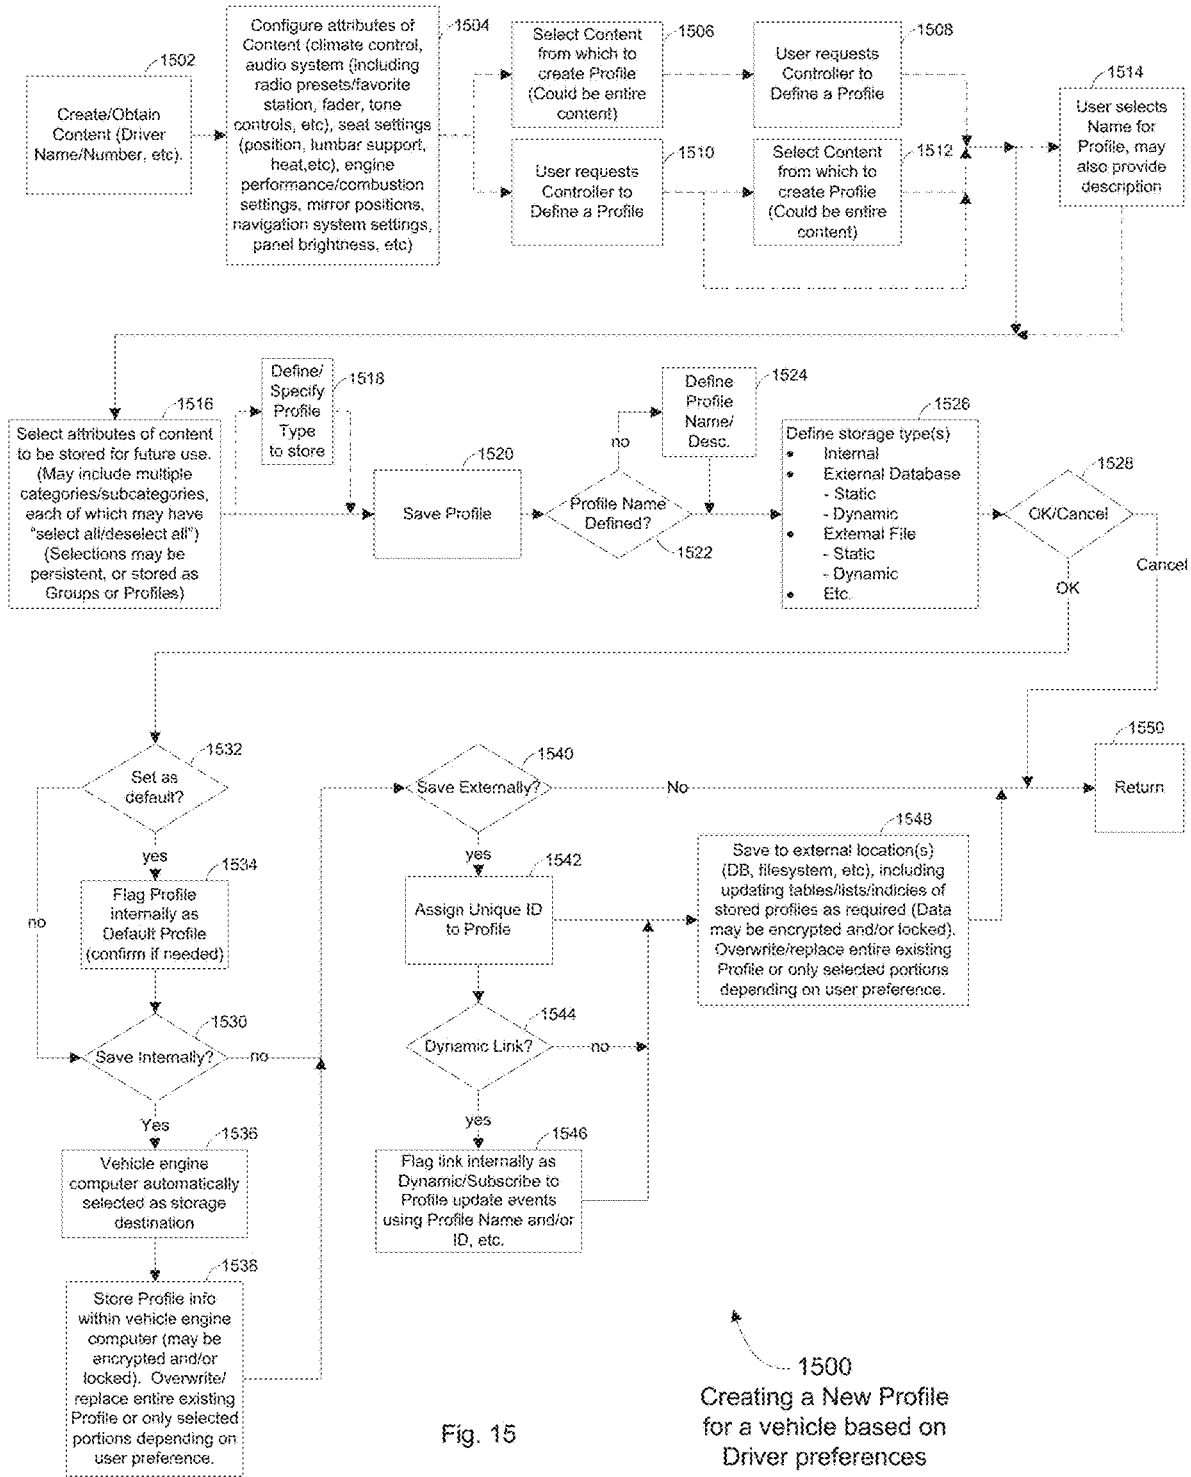 1502
Create/Obtain
Content (Driver
Name/Number, etc).
1504
Configure attributes of
Content (climate control,
audio system (including
radio presets/favorite
station, fader, tone
controls, etc), seat settings
(position, lumbar support,
heat,etc), engine
performance/combustion
settings, mirror positions,
navigation system settings,
panel brightness, etc)
1506
Select Content
from which to
create Profile
(Could be entire
content)
1508
User requests
Controller to
Define a Profile
1510
User requests
Controller to
Define a Profile
1512
Select Content
from which to
create Profile
(Could be entire
content)
1514
User selects
Name for
Profile, may
also provide
description
1516
Select attributes of content
to be stored for future use.
(May include multiple
categories/subcategories,
each of which may have
“select all/deselect all”)
(Selections may be
persistent, or stored as
Groups or Profiles)
1518
Define/
Specify
Profile
Type
to store
1520
Save Profile
1522
Profile Name
Defined?
no
1524
Define
Profile
Name/
Desc.
1526
Define storage type(s)
• Internal
• External Database
- Static
- Dynamic
• External File
- Static
- Dynamic
• Etc.
1528
OK/Cancel
Cancel
OK
1532
Set as
default?
yes
no
1534
Flag Profile
internally as
Default Profile
(confirm if needed)
1530
Save Internally?
no
Yes
1536
Vehicle engine
computer automatically
selected as storage
destination
1538
Store Profile info
within vehicle engine
computer (may be
encrypted and/or
locked). Overwrite/
replace entire existing
Profile or only selected
portions depending on
user preference.
1540
Save Externally?
No
yes
1542
Assign Unique ID
to Profile
1544
Dynamic Link?
no
yes
1546
Flag link internally as
Dynamic/Subscribe to
Profile update events
using Profile Name and/or
ID, etc.
1548
Save to external location(s)
(DB, filesystem, etc), including
updating tables/lists/indicies of
stored profiles as required (Data
may be encrypted and/or locked).
Overwrite/replace entire existing
Profile or only selected portions
depending on user preference.
1550
Return
Fig. 15
1500
Creating a New Profile
for a vehicle based on
Driver preferences